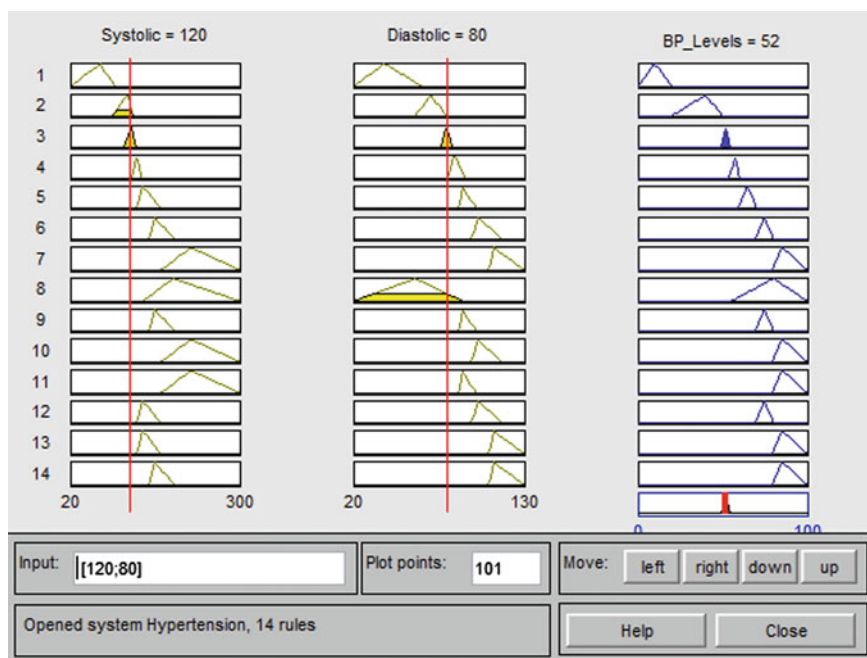 Systolic = 120
Diastolic = 80
BP_Levels = 52
1
2
3
4
5
6
7
8
9
10
11
12
13
14
20
300
20
130
0
100
Input:
[120;80]
Plot points:
101
Move:
left
right
down
up
Opened system Hypertension, 14 rules
Help
Close